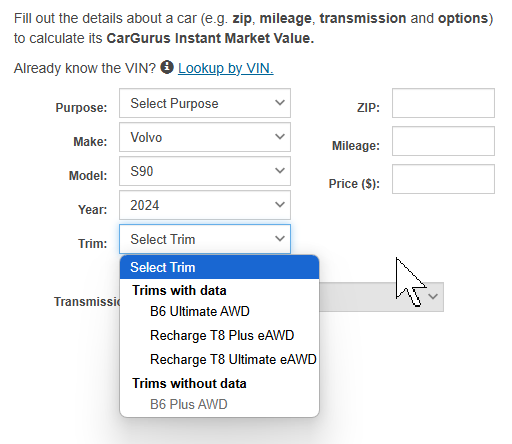 Fill out the details about a car (e.g. zip, mileage, transmission and options)
to calculate its CarGurus Instant Market Value.
Already know the VIN? Lookup by VIN.
Purpose: Select Purpose
ZIP:
Make: Volvo
Mileage:
Model: S90
Price ($):
Year: 2024
Trim: Select Trim
Select Trim
Trims with data
Transmissio
B6 Ultimate AWD
Recharge T8 Plus eAWD
Recharge T8 Ultimate eAWD
Trims without data
B6 Plus AWD